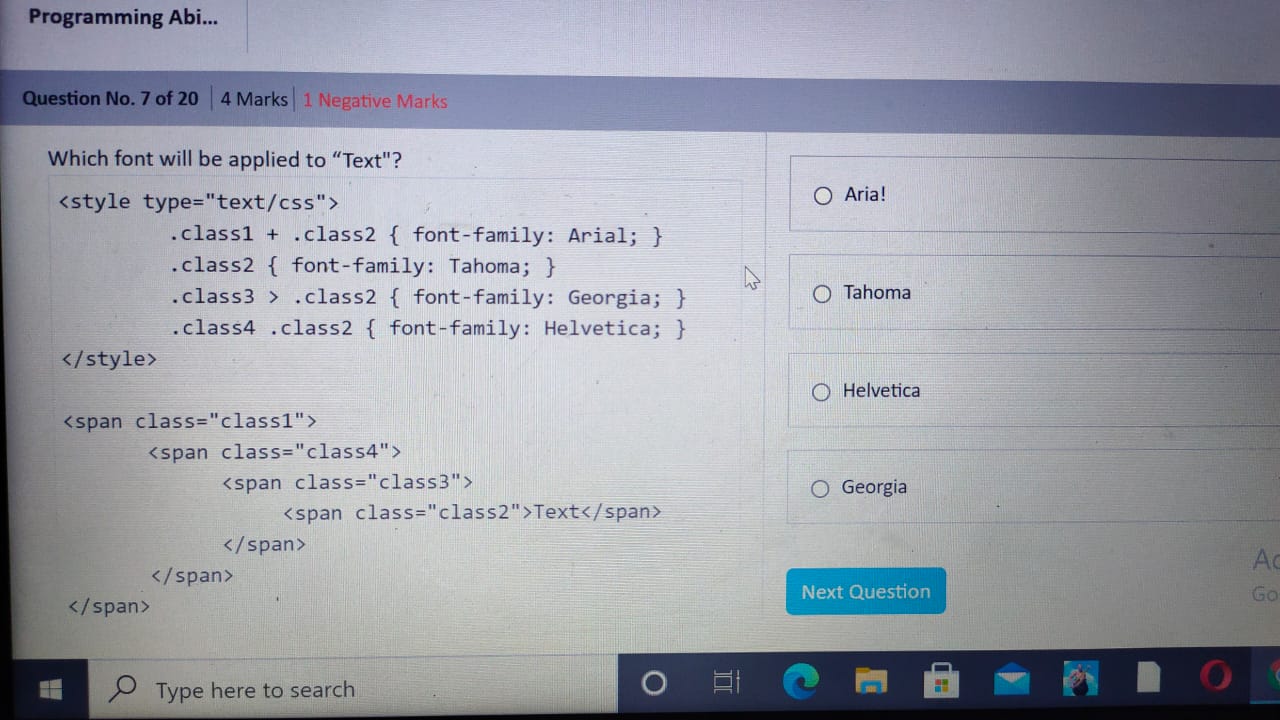 Programming Abi...
Question No. 7 of 20
4 Marks
1 Negative Marks
Which font will be applied to “Text"?
<style type="text/css">
.class1 + .class2 { font-family: Arial; }
.class2 { font-family: Tahoma; }
.class3 > .class2 { font-family: Georgia; }
.class4 .class2 { font-family: Helvetica; }
</style>
<span class="class1">
<span class="class4">
<span class="class3">
<span class="class2">Text</span>
</span>
</span>
</span>
Aria!
Tahoma
Helvetica
Georgia
Next Question
Ac
Go
Type here to search